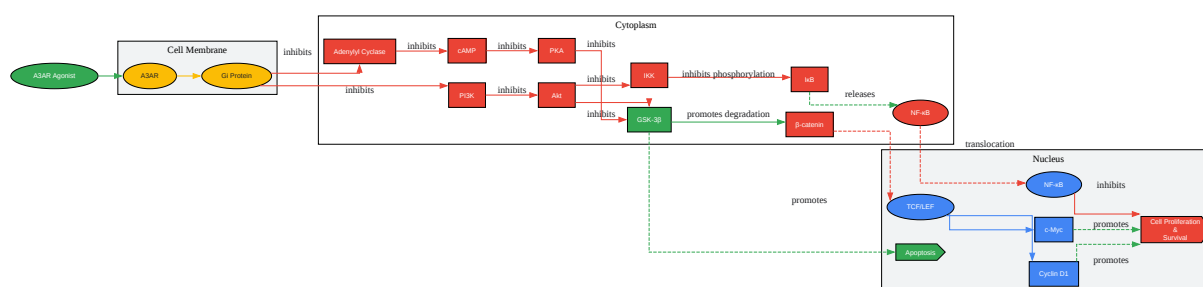 Cytoplasm
Cell Membrane
inhibits
Adenylyl Cyclase
inhibits
cAMP
inhibits
PKA
inhibits
A3AR Agonist
A3AR
Gi Protein
inhibits
PI3K
inhibits
Akt
inhibits
inhibits
IKK
inhibits phosphorylation
IκB
releases
NF-κB
GSK-3β
promotes degradation
β-catenin
translocation
Nucleus
NF-κB
inhibits
promotes
TCF/LEF
c-Myc
promotes
Cell Proliferation
&
Survival
Apoptosis
Cyclin D1
promotes